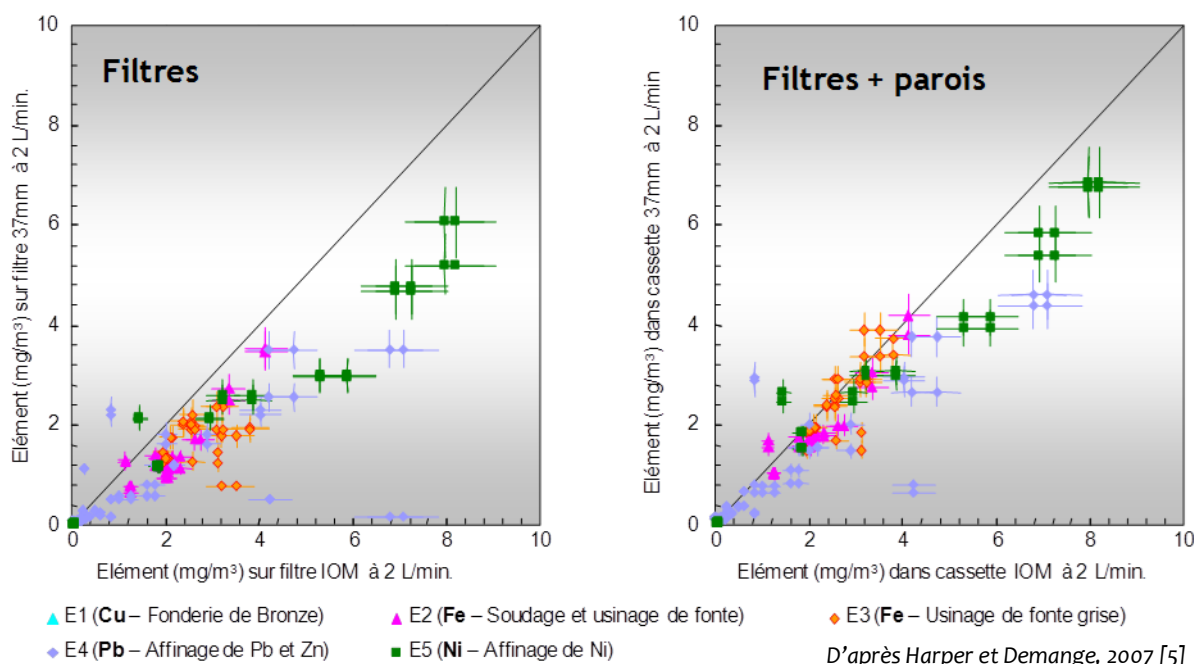 Filtres
Elément (mg/m³) sur filtre 37mm à 2 L/min.
10
8
6
4
2
0
0 2 4 6 8 10
Elément (mg/m³) sur filtre IOM à 2 L/min.
Filtres + parois
Elément (mg/m³) dans cassette 37mm à 2 L/min
10
8
6
4
2
0
0 2 4 6 8 10
Elément (mg/m³) dans cassette IOM à 2 L/min.
E1 (Cu – Fonderie de Bronze)
E2 (Fe – Soudage et usinage de fonte)
E3 (Fe – Usinage de fonte grise)
E4 (Pb – Affinage de Pb et Zn)
E5 (Ni – Affinage de Ni)
D'après Harper et Demange, 2007 [5]